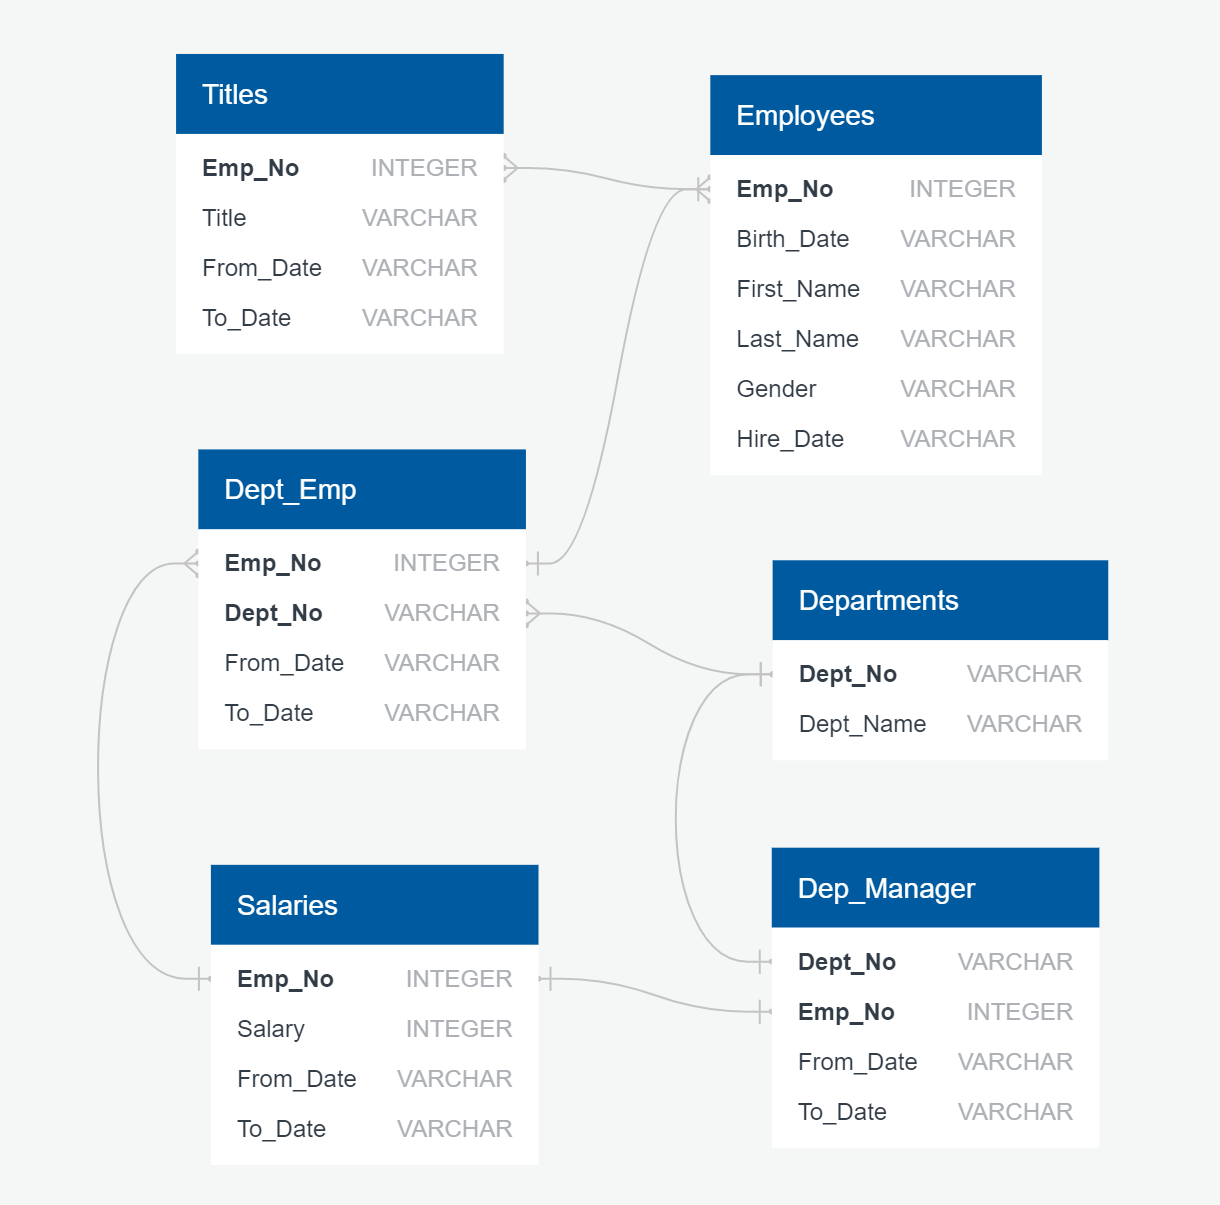 Titles
Emp_No INTEGER
Title VARCHAR
From_Date VARCHAR
To_Date VARCHAR
Employees
Emp_No INTEGER
Birth_Date VARCHAR
First_Name VARCHAR
Last_Name VARCHAR
Gender VARCHAR
Hire_Date VARCHAR
Dept_Emp
Emp_No INTEGER
Dept_No VARCHAR
From_Date VARCHAR
To_Date VARCHAR
Departments
Dept_No VARCHAR
Dept_Name VARCHAR
Salaries
Emp_No INTEGER
Salary INTEGER
From_Date VARCHAR
To_Date VARCHAR
Dep_Manager
Dept_No VARCHAR
Emp_No INTEGER
From_Date VARCHAR
To_Date VARCHAR